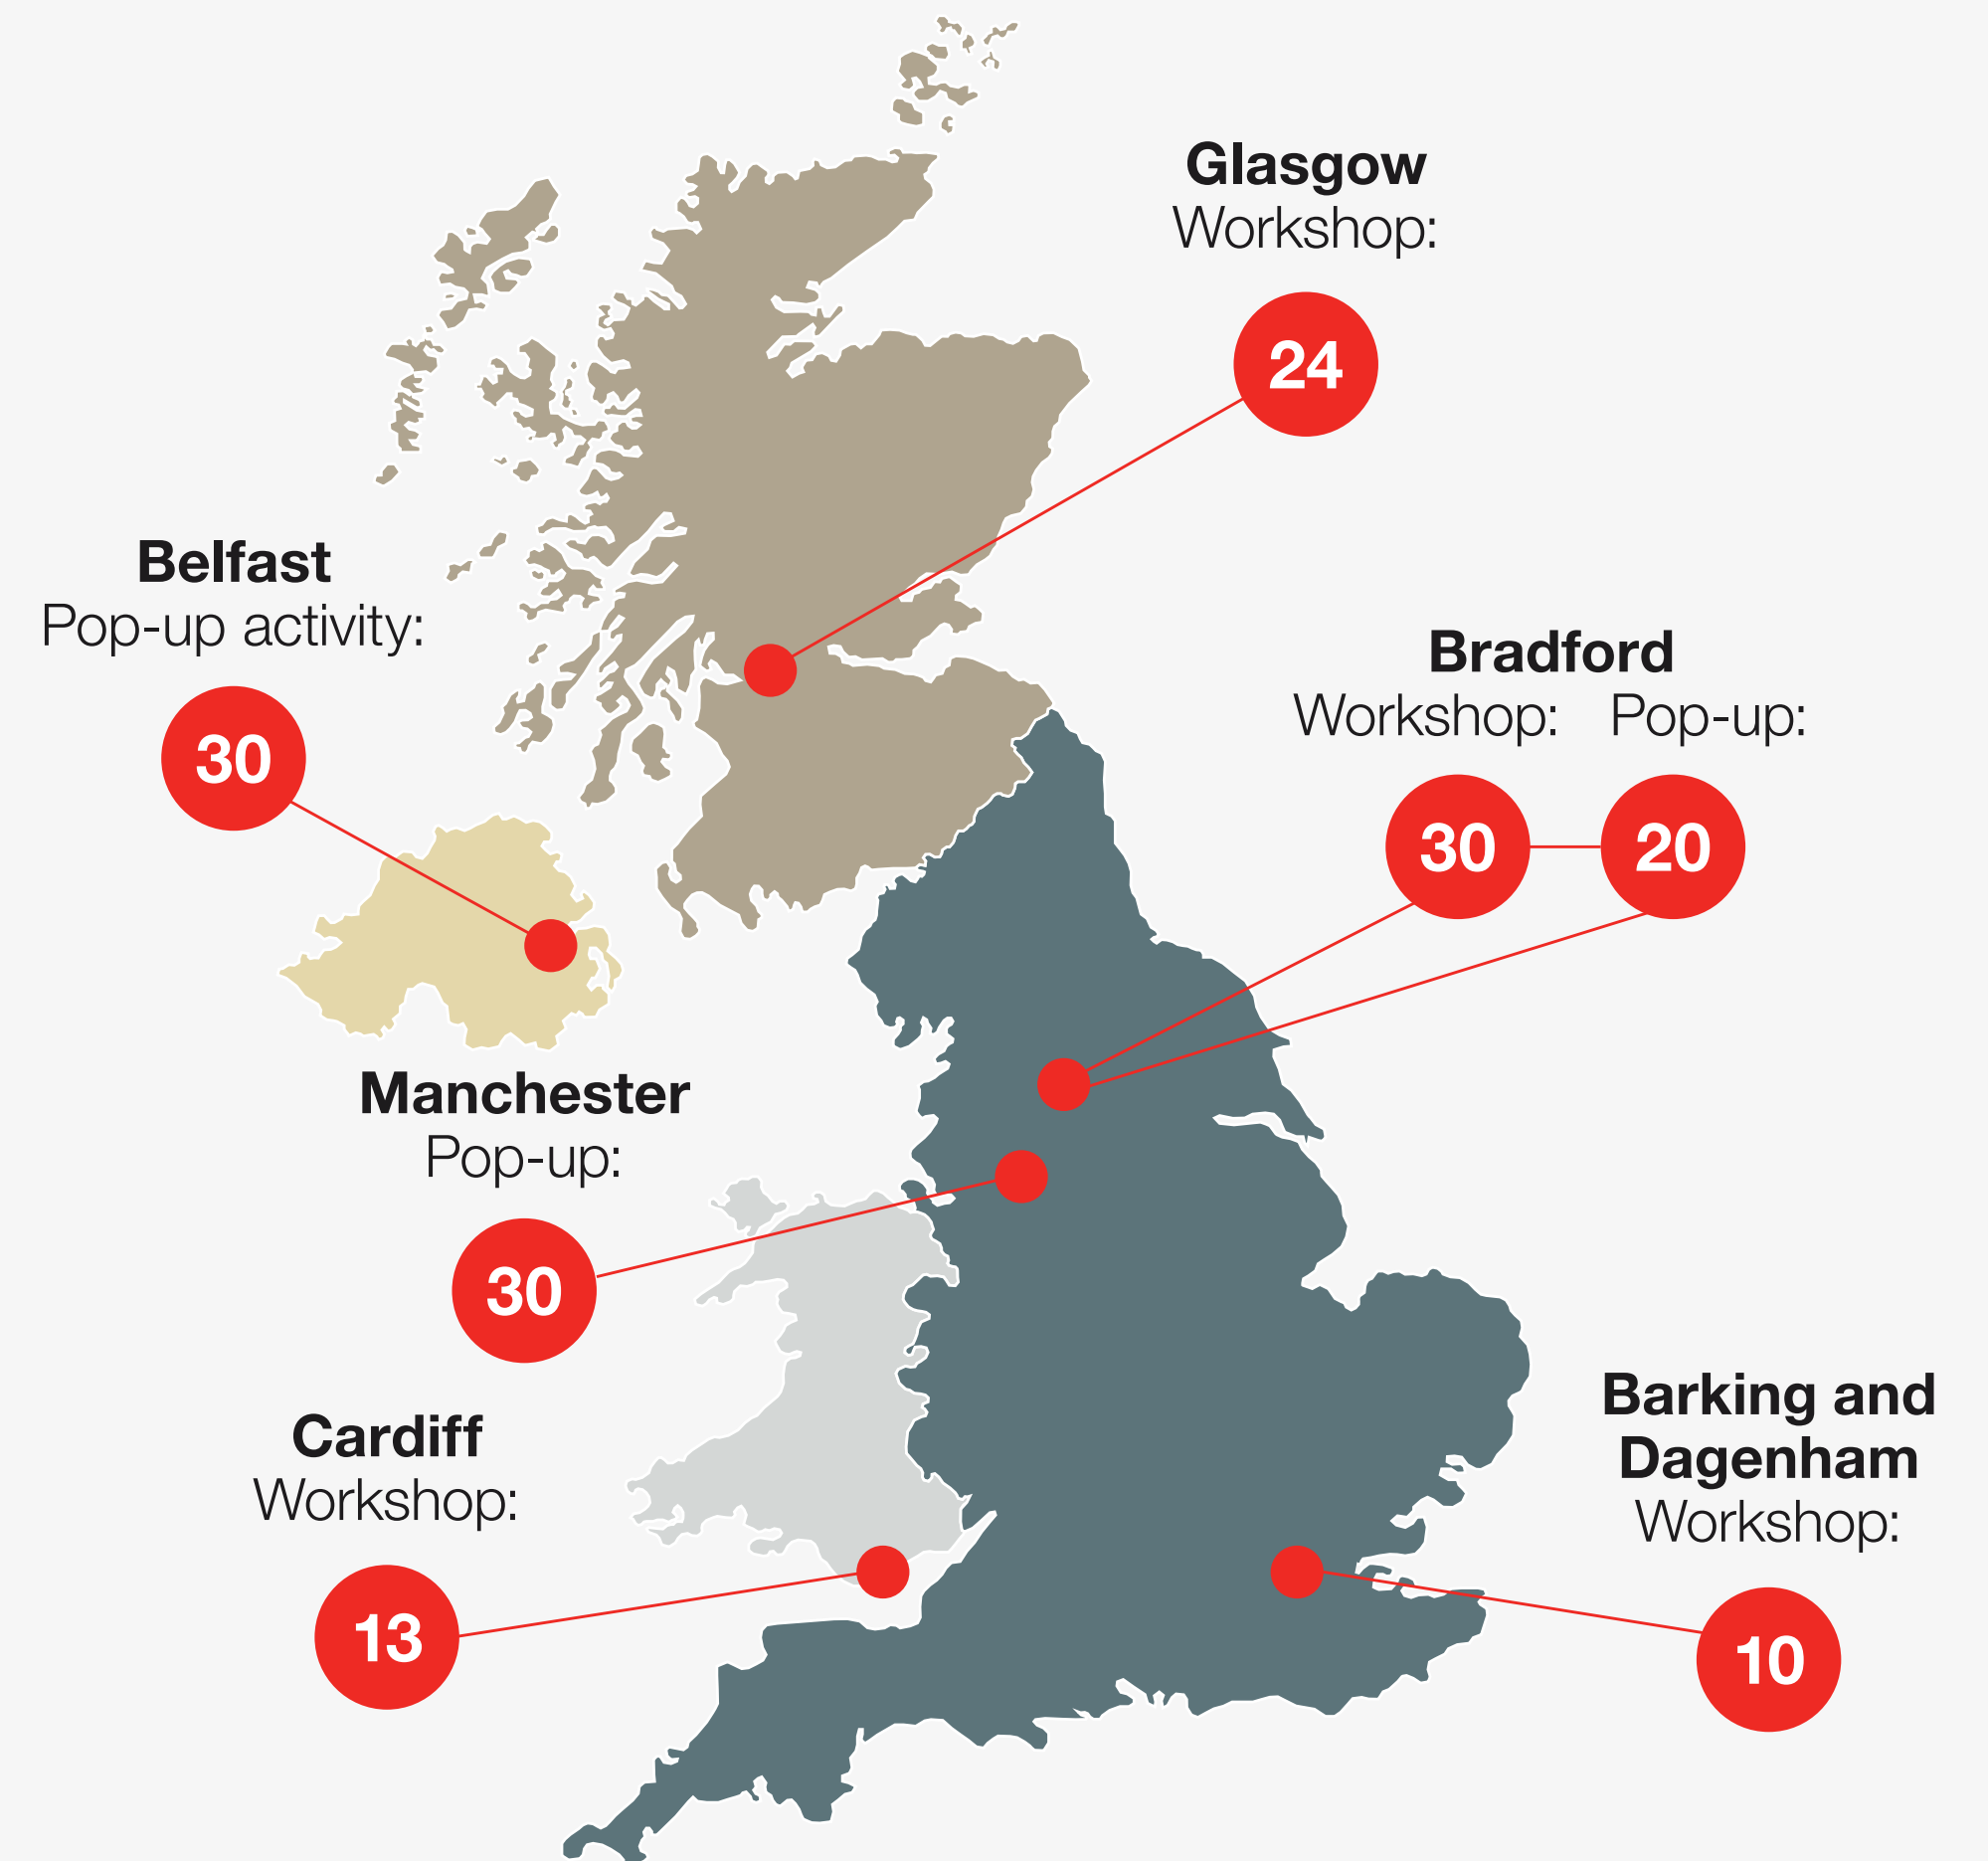 Glasgow
Workshop:
24
Belfast
Pop-up activity:
30
Bradford
Workshop: Pop-up:
30 20
Manchester
Pop-up:
30
Cardiff
Workshop:
13
Barking and
Dagenham
Workshop:
10